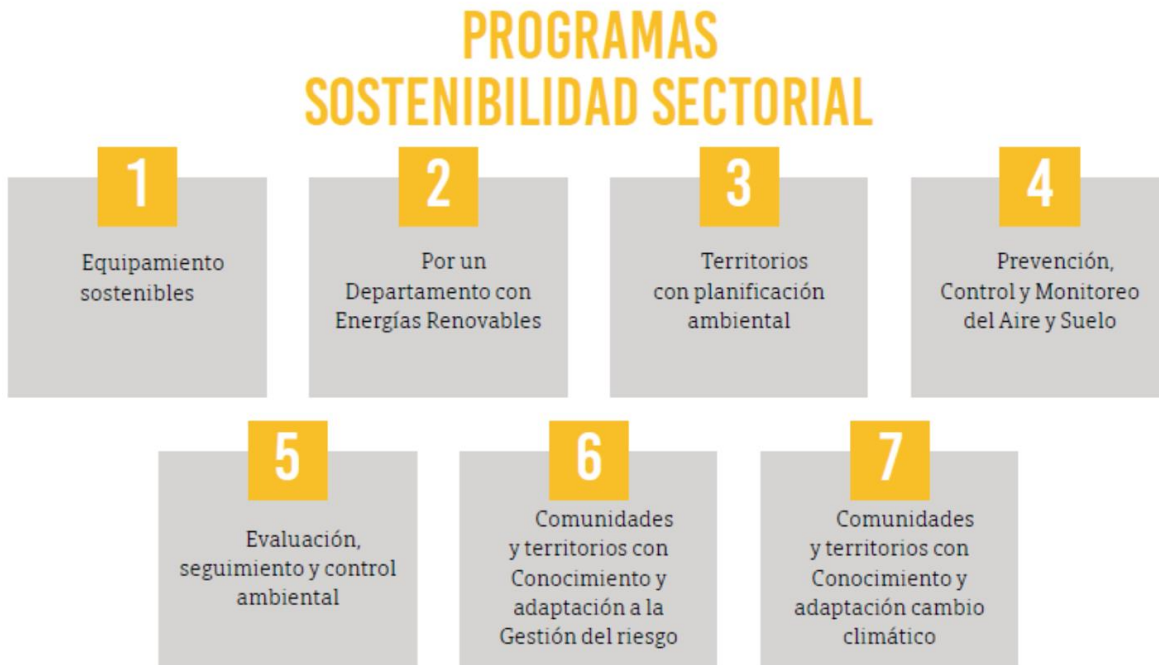 PROGRAMAS
SOSTENIBILIDAD SECTORIAL
1
Equipamiento
sostenibles
2
Por un
Departamento con
Energías Renovables
3
Territorios
con planificación
ambiental
4
Prevención,
Control y Monitoreo
del Aire y Suelo
5
Evaluación,
seguimiento y control
ambiental
6
Comunidades
y territorios con
Conocimiento y
adaptación a la
Gestión del riesgo
7
Comunidades
y territorios con
Conocimiento y
adaptación cambio
climático